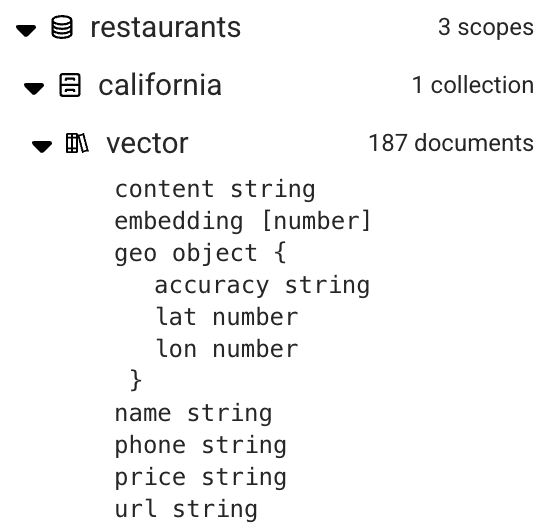 restaurants 3 scopes
california 1 collection
vector 187 documents
content string
embedding [number]
geo object {
accuracy string
lat number
lon number
}
name string
phone string
price string
url string